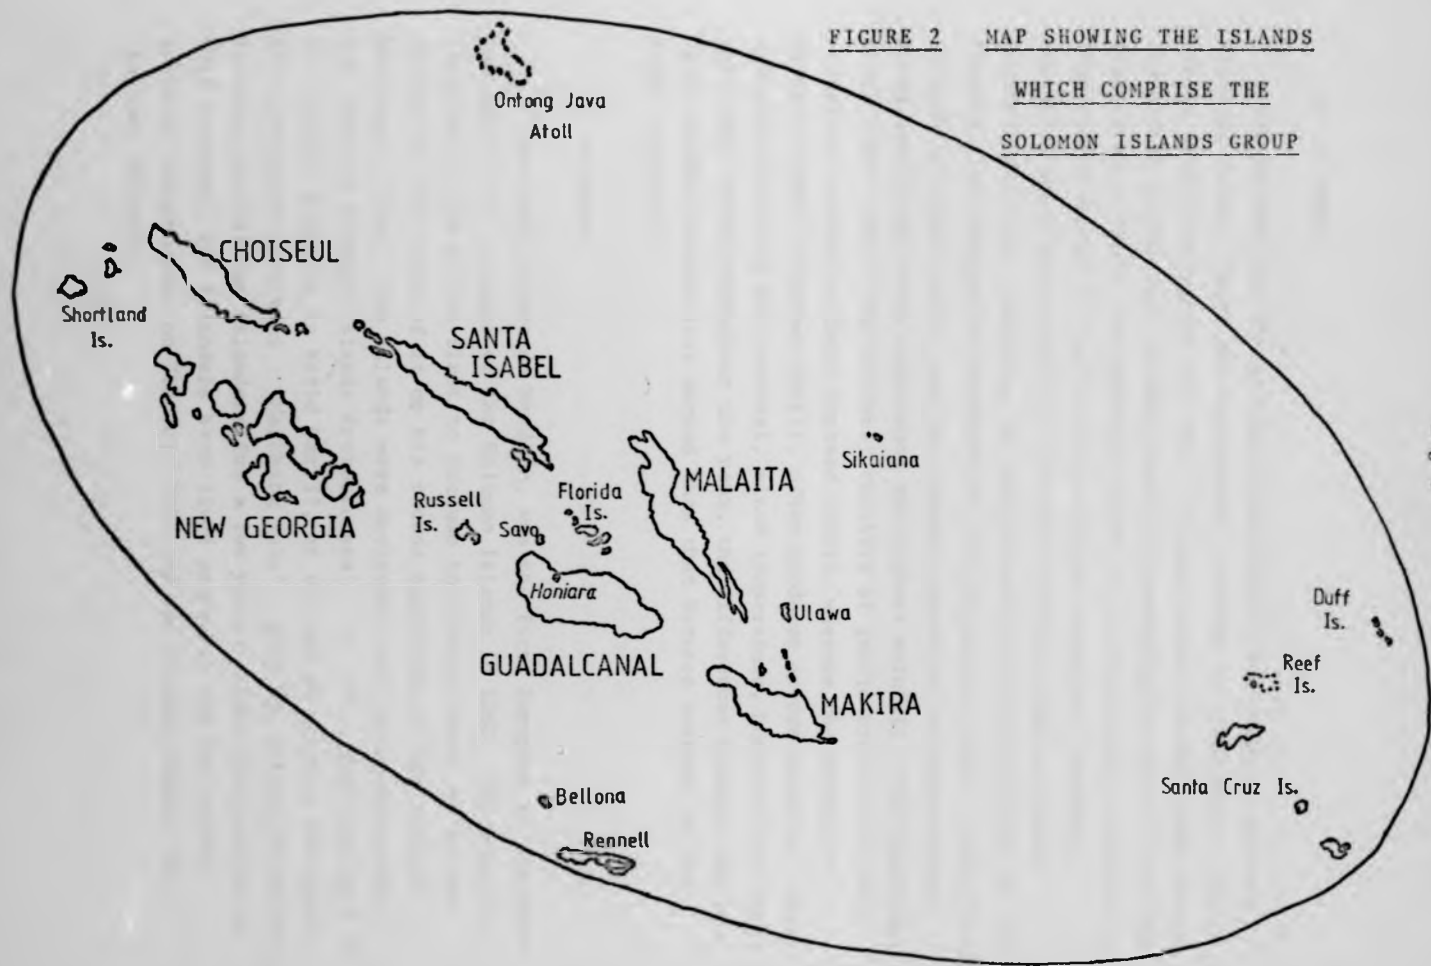 FIGURE 2 MAP SHOWING THE ISLANDS
WHICH COMPRISE THE
SOLOMON ISLANDS GROUP
Ontong Java
Atoll
CHOISEUL
Shortland
Is.
SANTA
ISABEL
NEW GEORGIA
Russell
Is.
Savo
Florida
Is.
MALAITA
Sikaiana
Honiara
GUADALCANAL
Ulawa
MAKIRA
Duff
Is.
Reef
Is.
Santa Cruz Is.
Bellona
Rennell